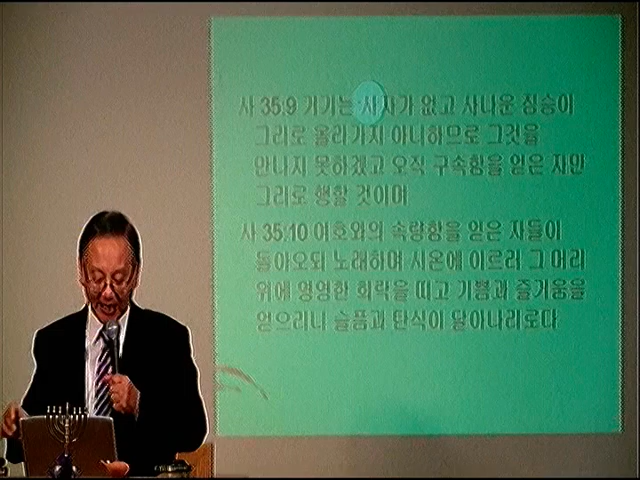 사 35:9 거기는 사자가 없고 사나운 짐승이
그리로 올라가지 아니하므로 그것을
만나지 못하겠고 오직 구속함을 얻은 자만
그리로 행할 것이며
사 35:10 여호와의 속량함을 얻은 자들이
돌아오되 노래하며 시온에 이르러 그 머리
위에 영영한 희락을 띠고 기쁨과 즐거움을
얻으리니 슬픔과 탄식이 달아나리로다